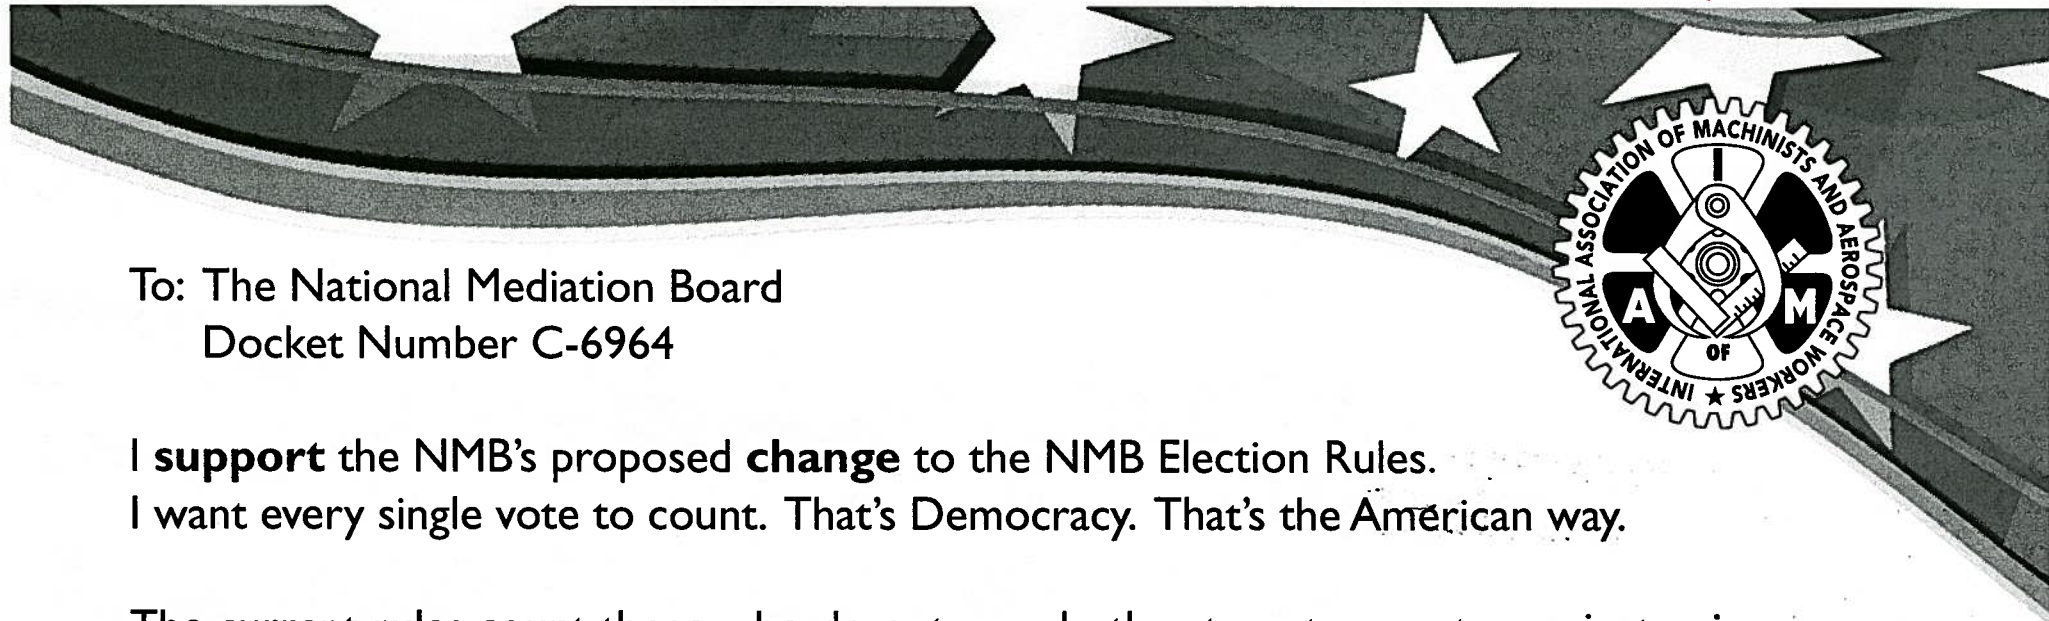 To: The National Mediation Board
Docket Number C-6964
INTERNATIONAL ASSOCIATION OF MACHINISTS AND AEROSPACE WORKERS ★
I
A M
OF
I support the NMB's proposed change to the NMB Election Rules.
I want every single vote to count. That's Democracy. That's the American way.